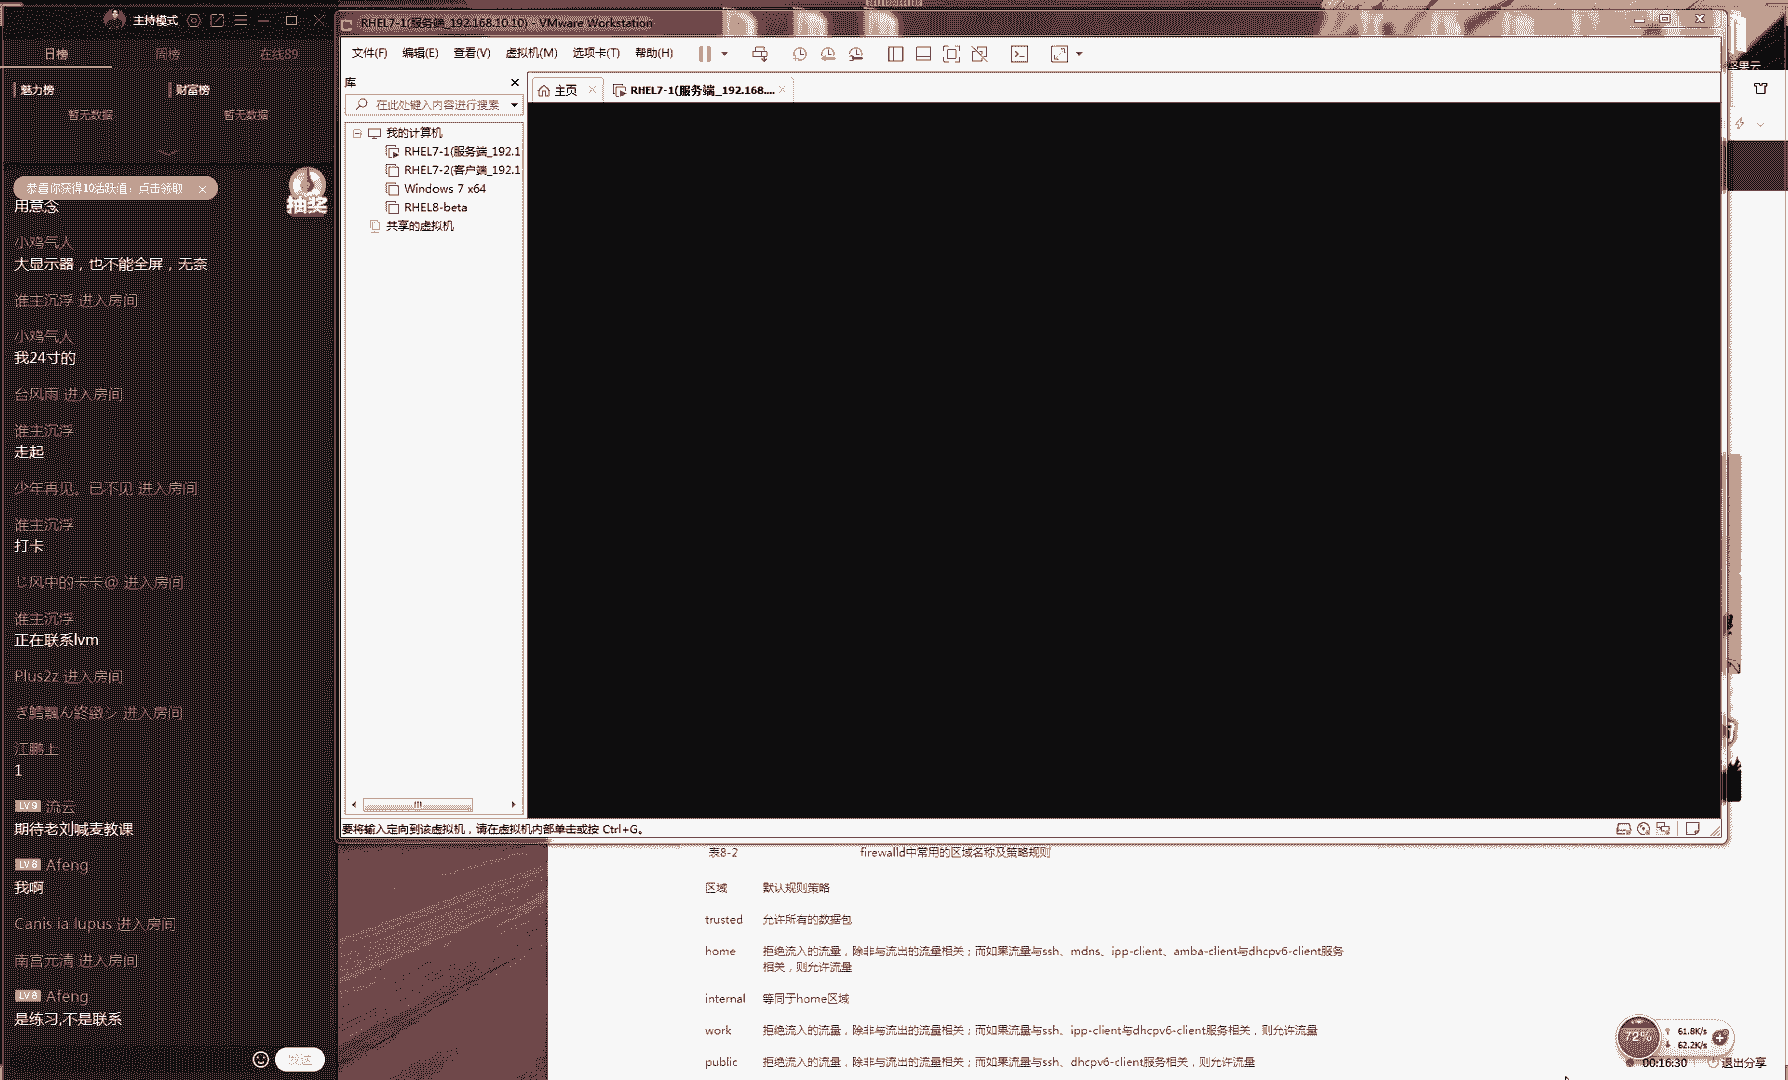 主持模式
日榜
周榜
在线89
魅力榜
财富榜
暂无数据
暂无数据
恭喜你获得10活跃值，点击领取
抽奖
用意念
小鸡气人
大显示器，也不能全屏，无奈
谁主沉浮 进入房间
小鸡气人
我24寸的
台风雨 进入房间
谁主沉浮
走起
少年再见。已不见 进入房间
谁主沉浮
打卡
じ风中的卡卡@ 进入房间
谁主沉浮
正在联系lvm
Plus2z 进入房间
进入房间
江鹏上
1
LV9 流云
期待老刘喊麦教课
LV8 Afeng
我啊
Canis ia lupus 进入房间
南宫元清 进入房间
LV8 Afeng
是练习,不是联系
发送
RHEL7-1(服务端_192.168.10.10) - VMware Workstation
文件(F) 编辑(E) 查看(V) 虚拟机(M) 选项卡(T) 帮助(H)
库
在此处键入内容进行搜索
主页
RHEL7-1(服务端_192.168....
我的计算机
RHEL7-1(服务端_192.1
RHEL7-2(客户端_192.1
Windows 7 x64
RHEL8-beta
共享的虚拟机
要将输入定向到该虚拟机，请在虚拟机内部单击或按 Ctrl+G。
表8-2 firewalld中常用的区域名称及策略规则
区域 默认规则策略
trusted 允许所有的数据包
home 拒绝流入的流量，除非与流出的流量相关；而如果流量与ssh、mdns、ipp-client、amba-client与dhcpv6-client服务
相关，则允许流量
internal 等同于home区域
work 拒绝流入的流量，除非与流出的流量相关；而如果流量与ssh、ipp-client与dhcpv6-client服务相关，则允许流量
public 拒绝流入的流量，除非与流出的流量相关；而如果流量与ssh、dhcpv6-client服务相关，则允许流量
72%
61.8K/s
62.2K/s
00:16:30
退出分享